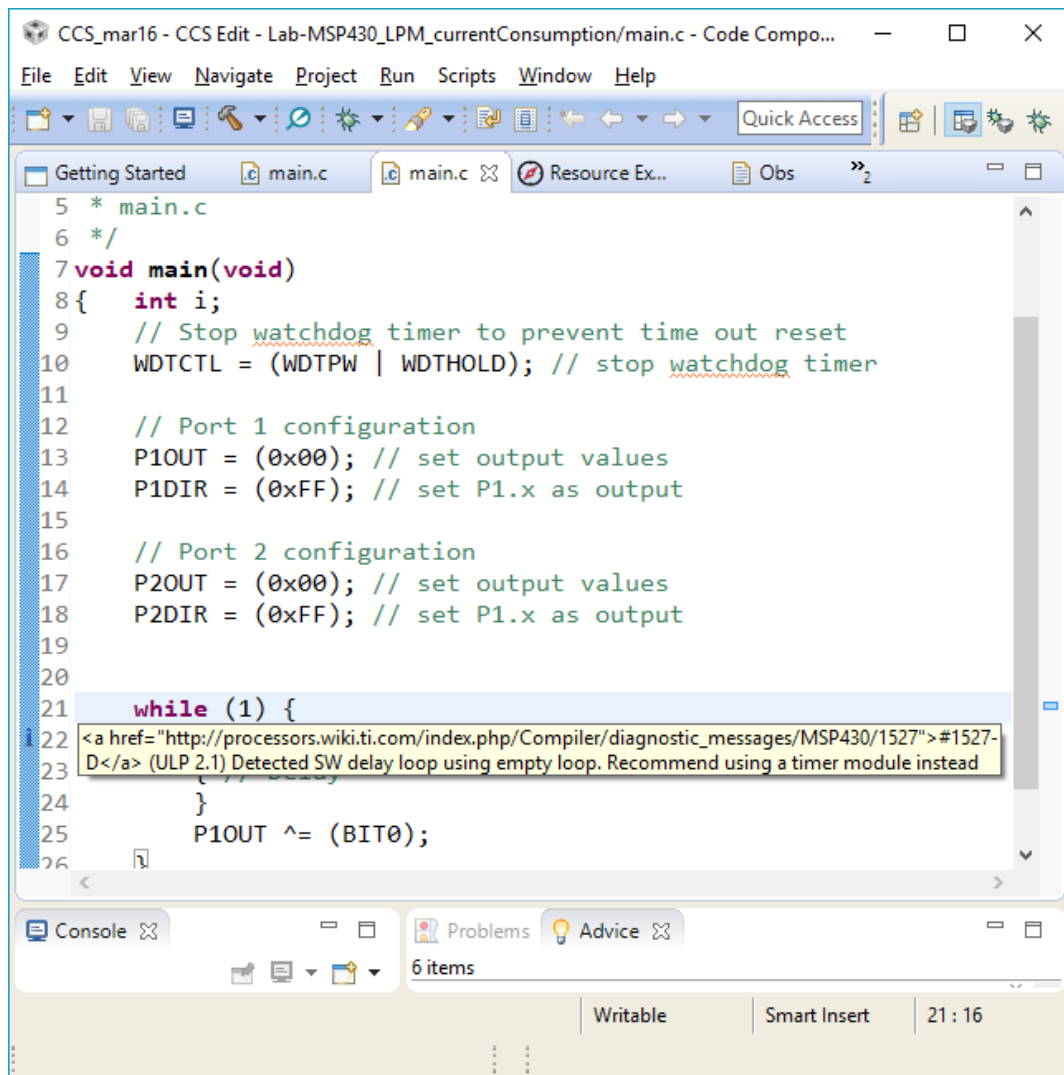 CCS_mar16 - CCS Edit - Lab-MSP430_LPM_currentConsumption/main.c - Code Compo...
File Edit View Navigate Project Run Scripts Window Help
Quick Access
Getting Started main.c main.c Resource Ex... Obs »2
5 * main.c
6 */
7 void main(void)
8 { int i;
9 // Stop watchdog timer to prevent time out reset
10 WDTCTL = (WDTPW | WDTHOLD); // stop watchdog timer
11
12 // Port 1 configuration
13 P1OUT = (0x00); // set output values
14 P1DIR = (0xFF); // set P1.x as output
15
16 // Port 2 configuration
17 P2OUT = (0x00); // set output values
18 P2DIR = (0xFF); // set P1.x as output
19
20
21 while (1) {
22 <a href="http://processors.wiki.ti.com/index.php/Compiler/diagnostic_messages/MSP430/1527">#1527-
23 D</a> (ULP 2.1) Detected SW delay loop using empty loop. Recommend using a timer module instead
24 }
25 P1OUT ^= (BIT0);
26 }
Console Problems Advice
6 items
Writable Smart Insert 21 : 16